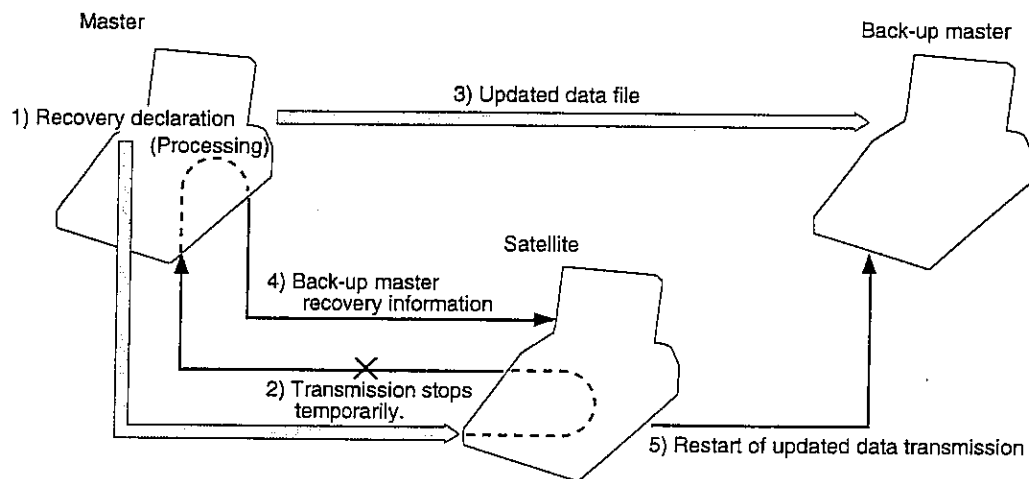 Master
Back-up master
3) Updated data file
1) Recovery declaration
(Processing)
Satellite
4) Back-up master
recovery information
2) Transmission stops
temporarily.
5) Restart of updated data transmission